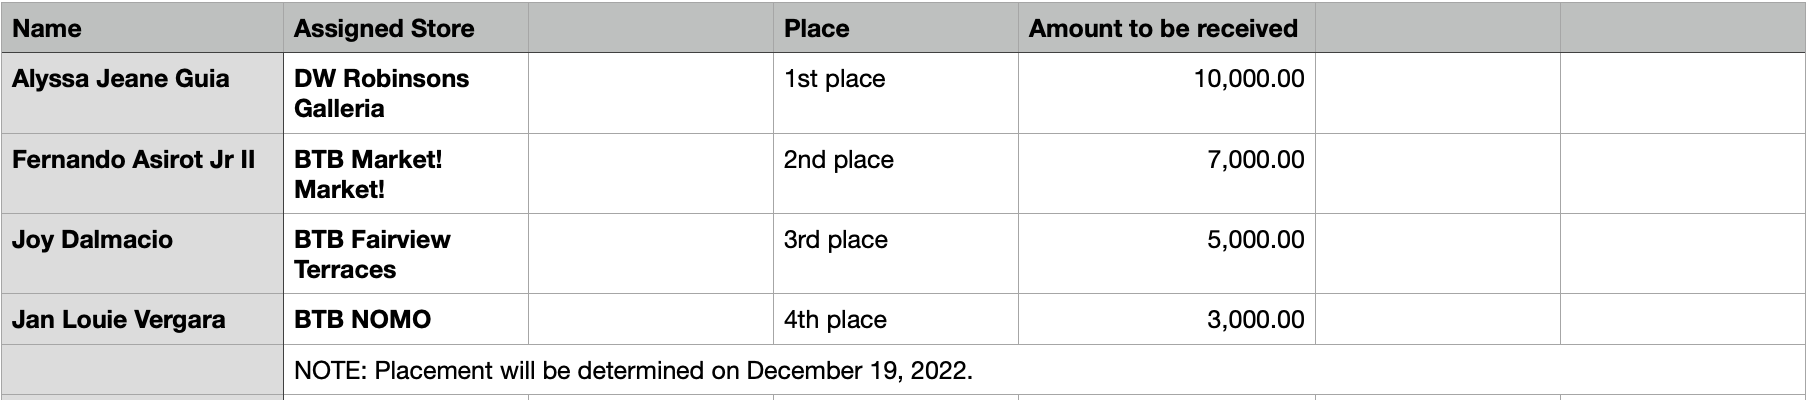 Name Assigned Store Place Amount to be received
Alyssa Jeane Guia DW Robinsons 1st place 10,000.00
Galleria
Fernando Asirot Jr II BTB Market! 2nd place 7,000.00
Market!
Joy Dalmacio BTB Fairview 3rd place 5,000.00
Terraces
Jan Louie Vergara BTB NOMO 4th place 3,000.00
NOTE: Placement will be determined on December 19, 2022.